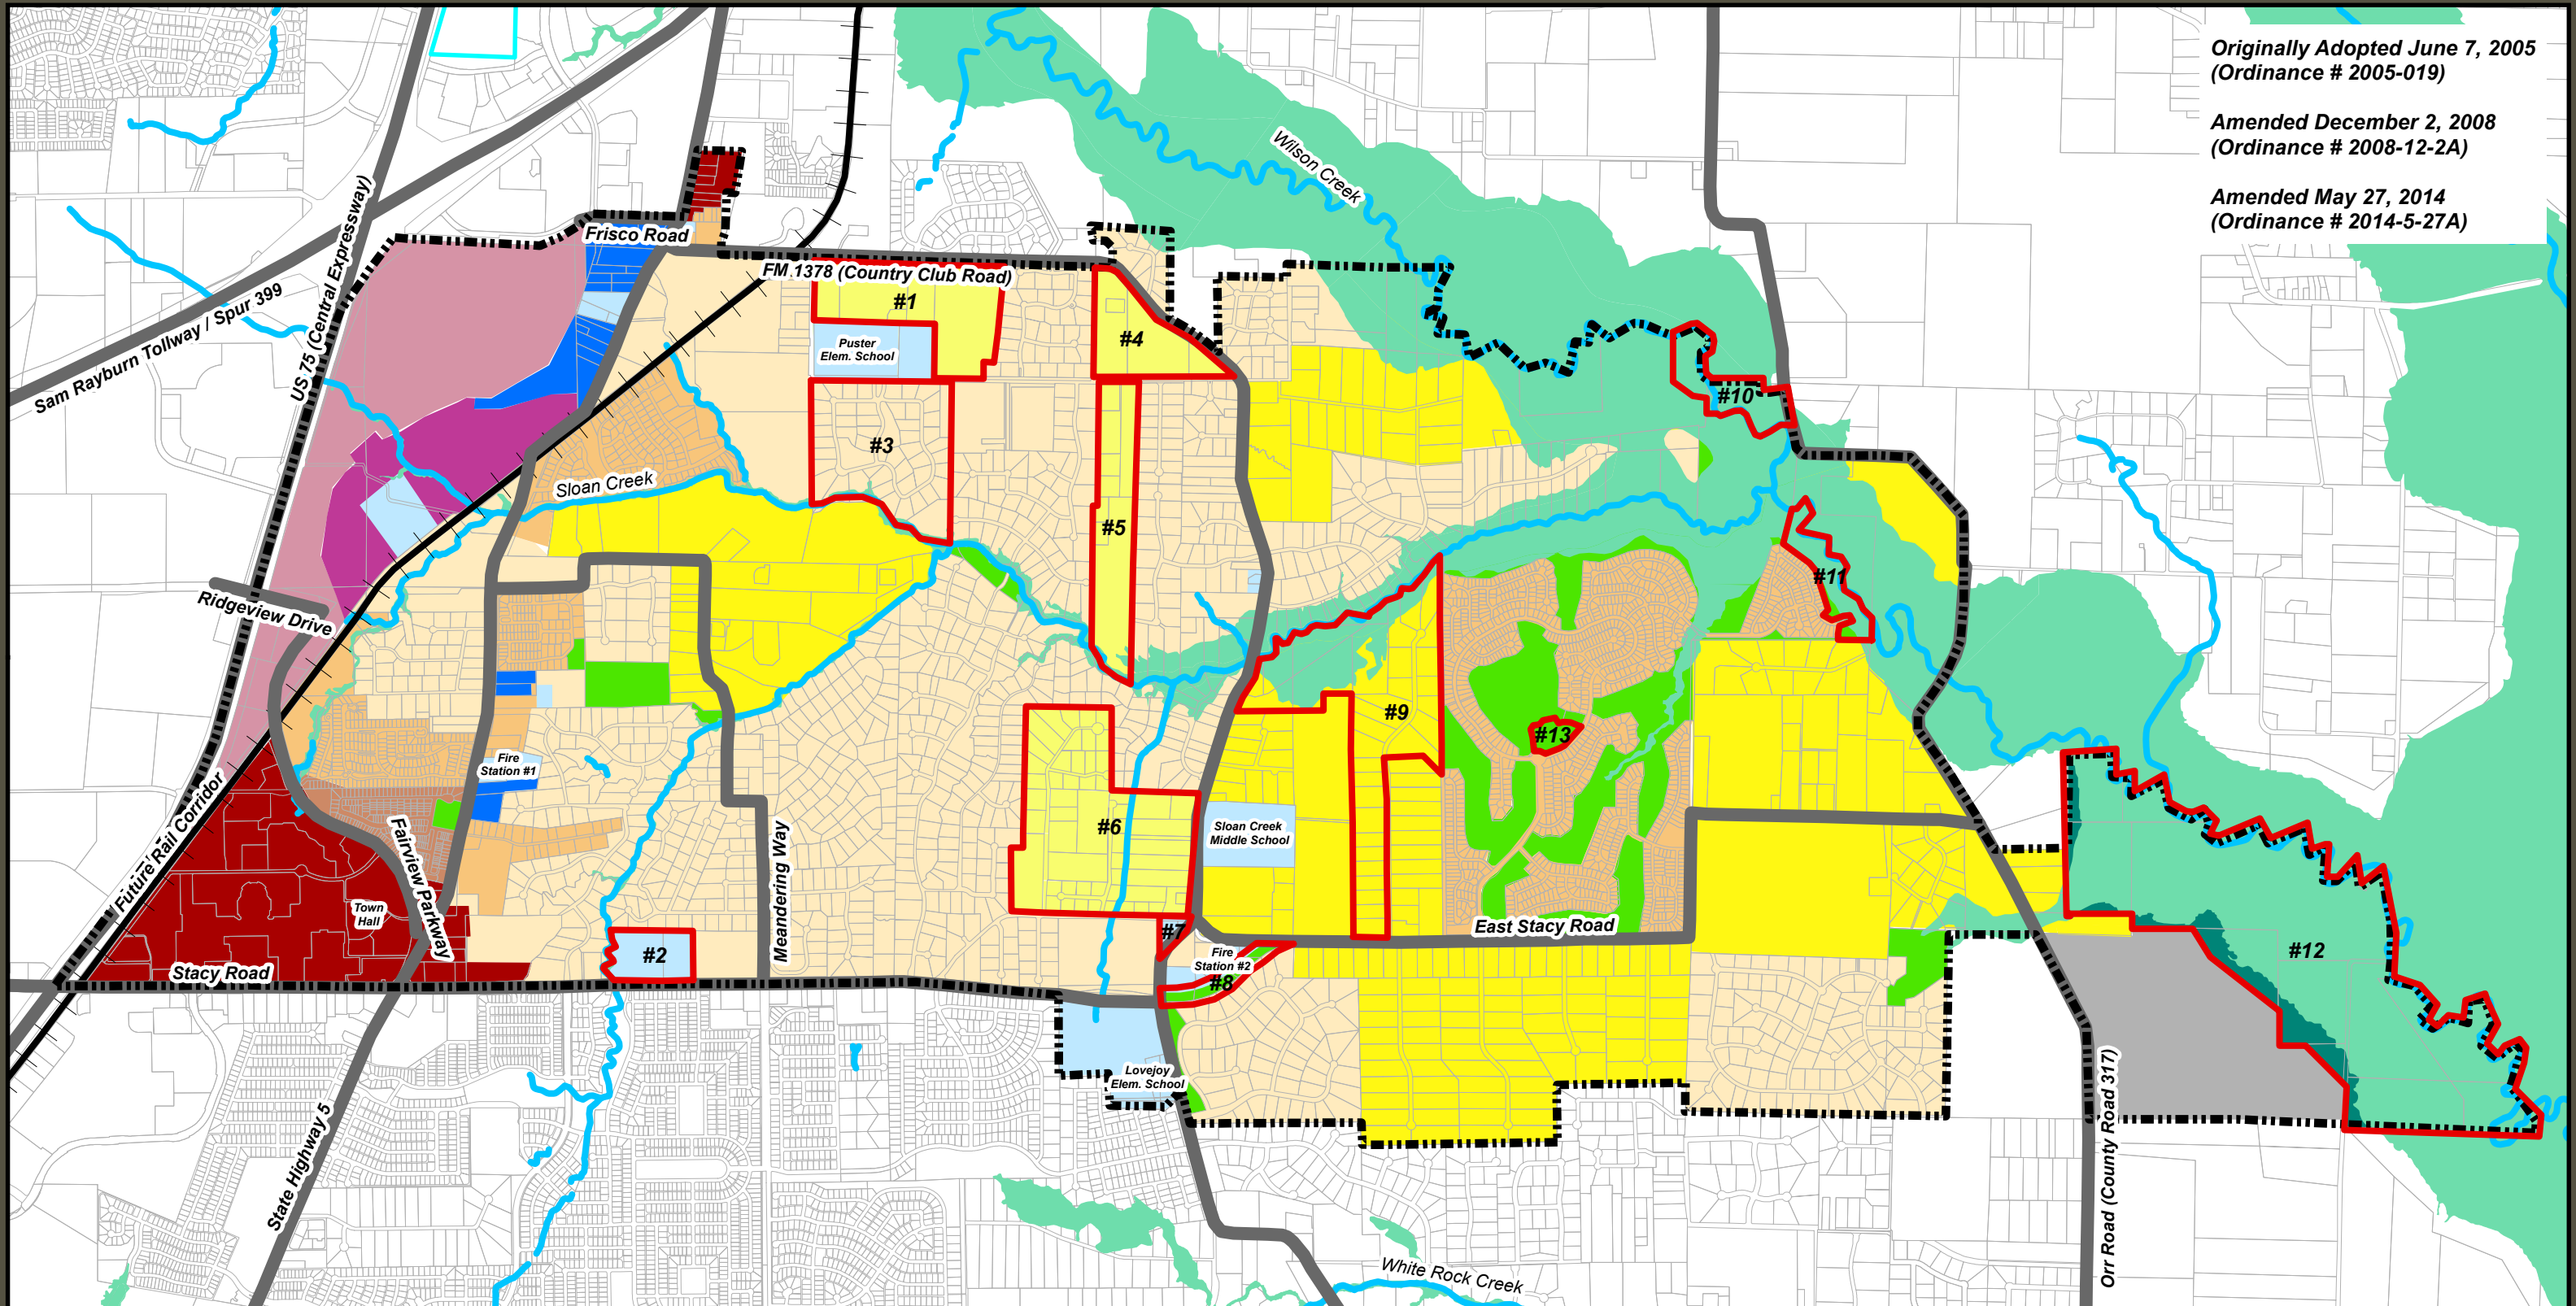 Originally Adopted June 7, 2005
(Ordinance # 2005-019)
Amended December 2, 2008
(Ordinance # 2008-12-2A)
Amended May 27, 2014
(Ordinance # 2014-5-27A)
Wilson Creek
Frisco Road
FM 1378 (Country Club Road)
US 75 (Central Expressway)
Sam Rayburn Tollway / Spur 399
#1
Puster
Elem. School
#4
#10
#3
Sloan Creek
#5
#11
Ridgeview Drive
#9
#13
Fire
Station #1
#6
Sloan Creek
Middle School
Future Rail Corridor
Fairview Parkway
Meandering Way
Town
Hall
East Stacy Road
#7
#2
Fire
Station #2
#8
#12
Stacy Road
Lovejoy
Elem. School
State Highway 5
Orr Road (County Road 317)
White Rock Creek